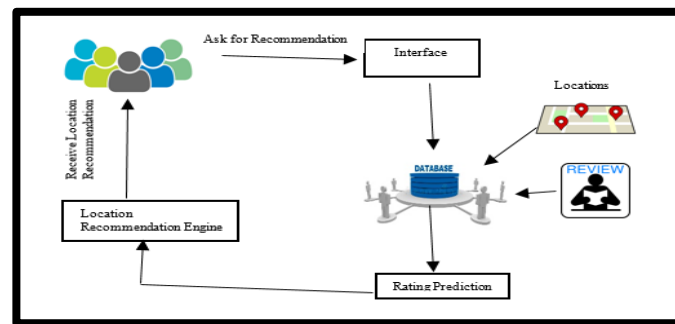 Ask for Recommendation
Interface
Locations
Receive Location
Recommendation
DATABASE
REVIEW
Location
Recommendation Engine
Rating Prediction